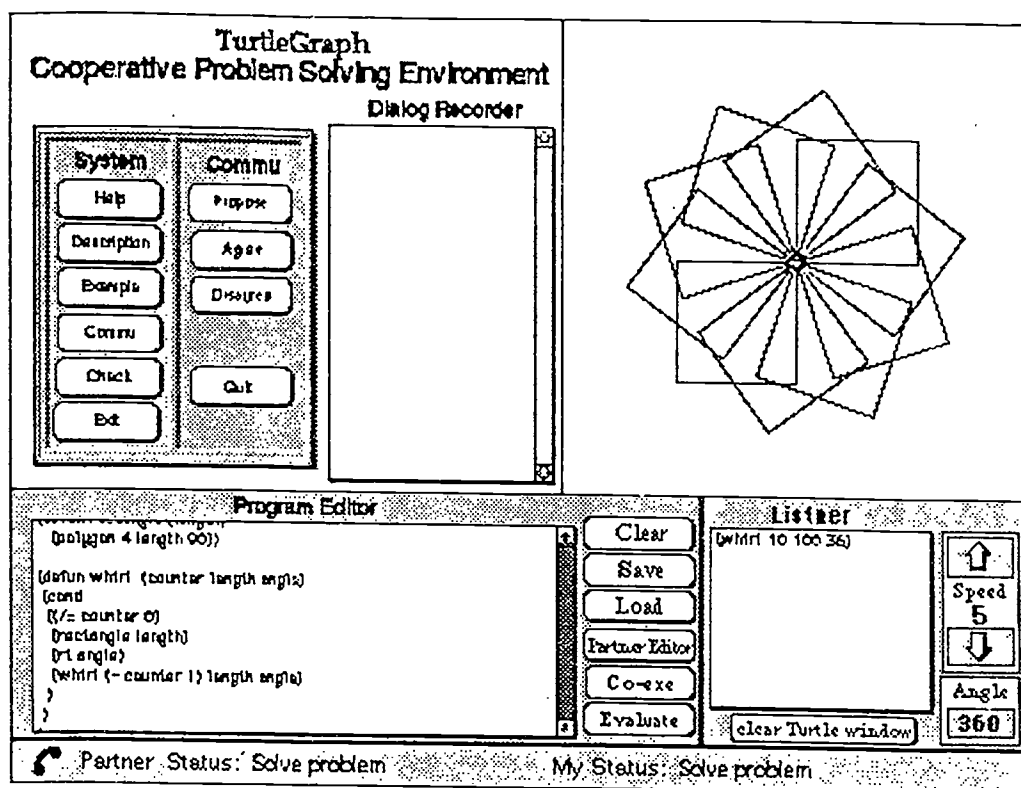 TurtleGraph
Cooperative Problem Solving Environment
Dialog Recorder
System
Help
Description
Example
Commu
Check
Exit
Commu
Propose
Agree
Disagree
Quit
Program Editor
(polygon 4 length 90))
(defun whirl (counter length angle)
(cond
((/= counter 0)
(rectangle length)
(rt angle)
(whirl (- counter 1) length angle)
)
)
Clear
Save
Load
Partner Editor
Co-exe
Evaluate
Listner
(whirl 10 100 36)
clear Turtle window
Speed
5
Angle
360
Partner Status: Solve problem
My Status: Solve problem